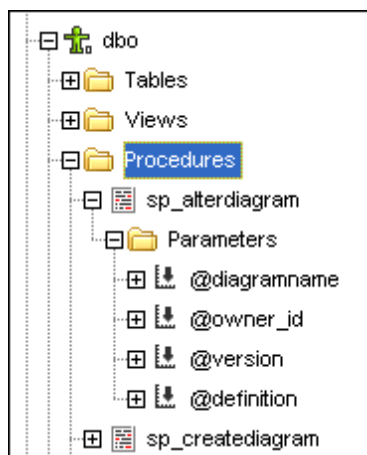 dbo
Tables
Views
Procedures
sp_alterdiagram
Parameters
@diagramname
@owner_id
@version
@definition
sp_creatediagram